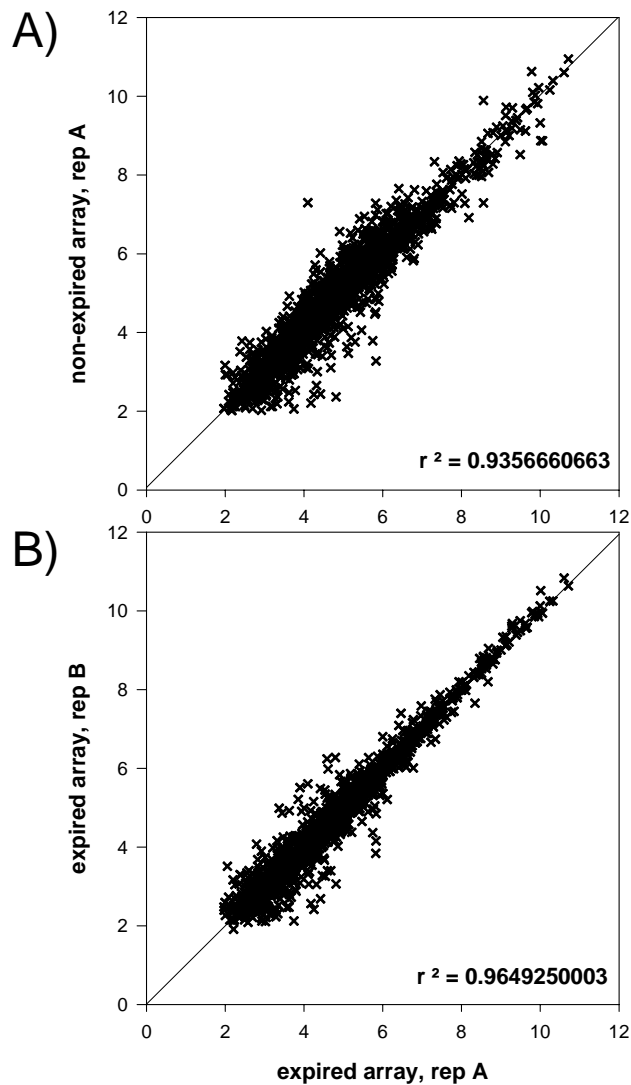 A)
12
10
8
6
4
2
0
non-expired array, rep A
r ² = 0.9356660663
0 2 4 6 8 10 12
B)
12
10
8
6
4
2
0
expired array, rep B
r ² = 0.9649250003
0 2 4 6 8 10 12
expired array, rep A